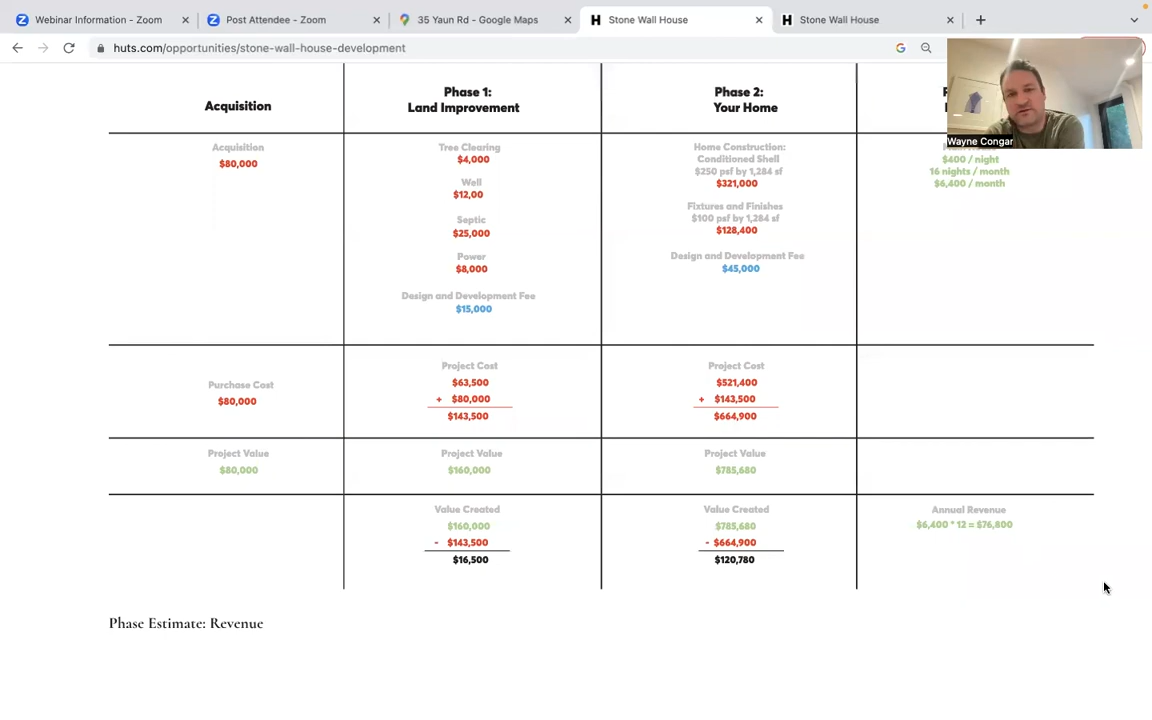 Webinar Information - Zoom
Post Attendee - Zoom
35 Yaun Rd - Google Maps
Stone Wall House
Stone Wall House
huts.com/opportunities/stone-wall-house-development
Wayne Congar
Acquisition
Phase 1:
Land Improvement
Phase 2:
Your Home
Acquisition
$80,000
Tree Clearing
$4,000
Well
$12,00
Septic
$25,000
Power
$8,000
Design and Development Fee
$15,000
Home Construction:
Conditioned Shell
$250 psf by 1,284 sf
$321,000
Fixtures and Finishes
$100 psf by 1,284 sf
$128,400
Design and Development Fee
$45,000
$400 / night
16 nights / month
$6,400 / month
Purchase Cost
$80,000
Project Cost
$63,500
+ $80,000
$143,500
Project Cost
$521,400
+ $143,500
$664,900
Project Value
$80,000
Project Value
$160,000
Project Value
$785,680
Value Created
$160,000
- $143,500
$16,500
Value Created
$785,680
- $664,900
$120,780
Annual Revenue
$6,400 * 12 = $76,800
Phase Estimate: Revenue